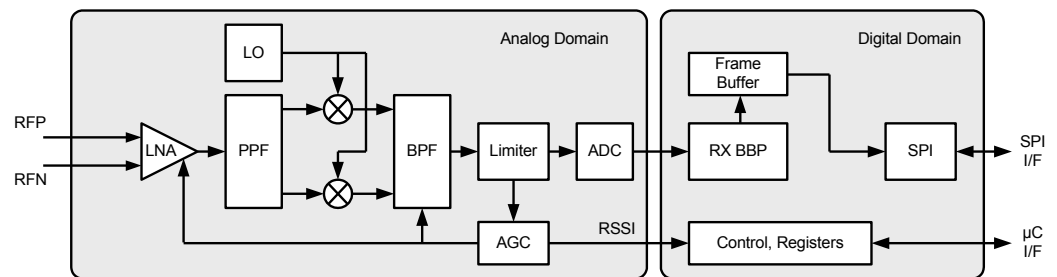 Analog Domain
Digital Domain
LO
Frame
Buffer
RFP
RFN
LNA
PPF
BPF
Limiter
ADC
RX BBP
SPI
SPI
I/F
AGC
RSSI
Control, Registers
µC
I/F